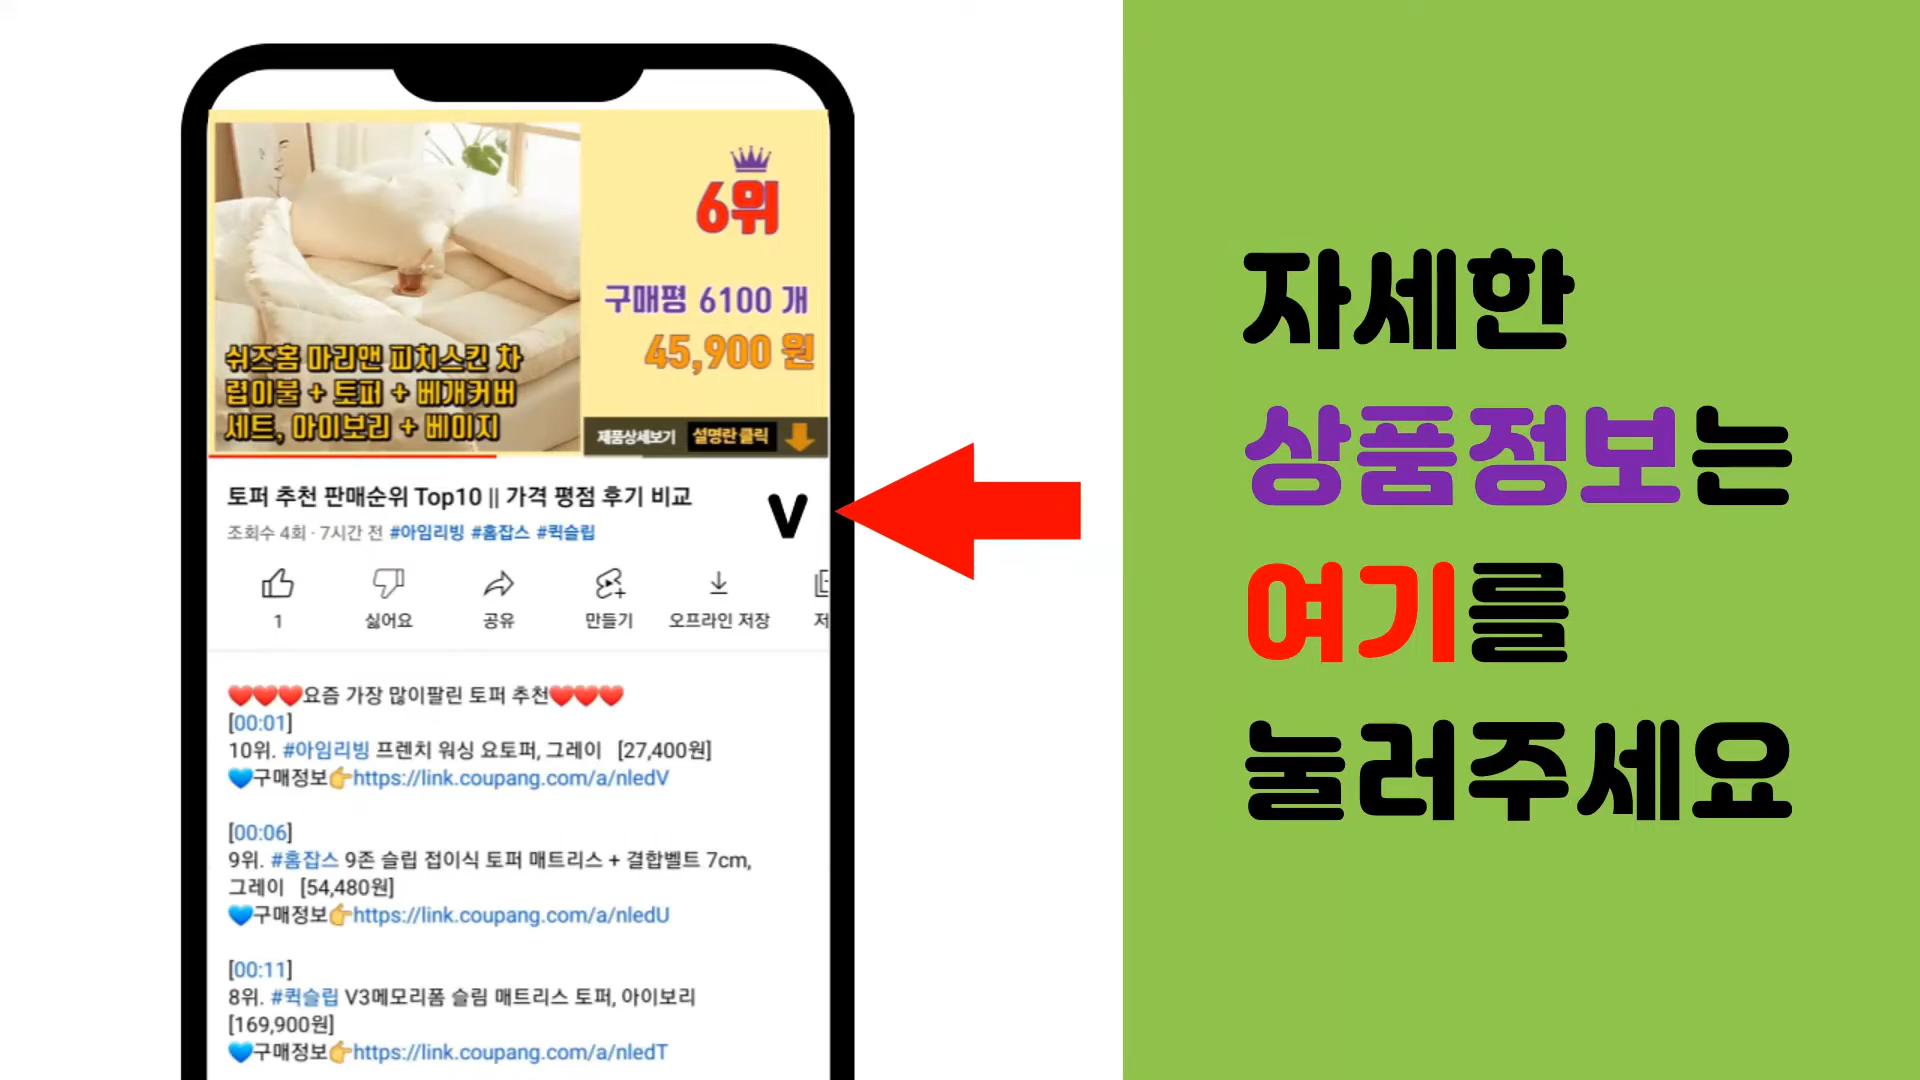 6위
구매평 6100 개
45,900 원
쉬즈홈 마리앤 피치스킨 차
렵이불 + 토퍼 + 베개커버
세트, 아이보리 + 베이지
제품상세보기 설명란 클릭
토퍼 추천 판매순위 Top10 || 가격 평점 후기 비교
V
조회수 4회 · 7시간 전 #아임리빙 #홈잡스 #퀵슬립
1 싫어요 공유 만들기 오프라인 저장 저
❤️❤️❤️요즘 가장 많이팔린 토퍼 추천❤️❤️❤️
[00:01]
10위. #아임리빙 프렌치 워싱 요토퍼, 그레이 [27,400원]
💙구매정보👉https://link.coupang.com/a/nledV
[00:06]
9위. #홈잡스 9존 슬립 접이식 토퍼 매트리스 + 결합벨트 7cm,
그레이 [54,480원]
💙구매정보👉https://link.coupang.com/a/nledU
[00:11]
8위. #퀵슬립 V3메모리폼 슬림 매트리스 토퍼, 아이보리
[169,900원]
💙구매정보👉https://link.coupang.com/a/nledT
자세한
상품정보는
여기를
눌러주세요